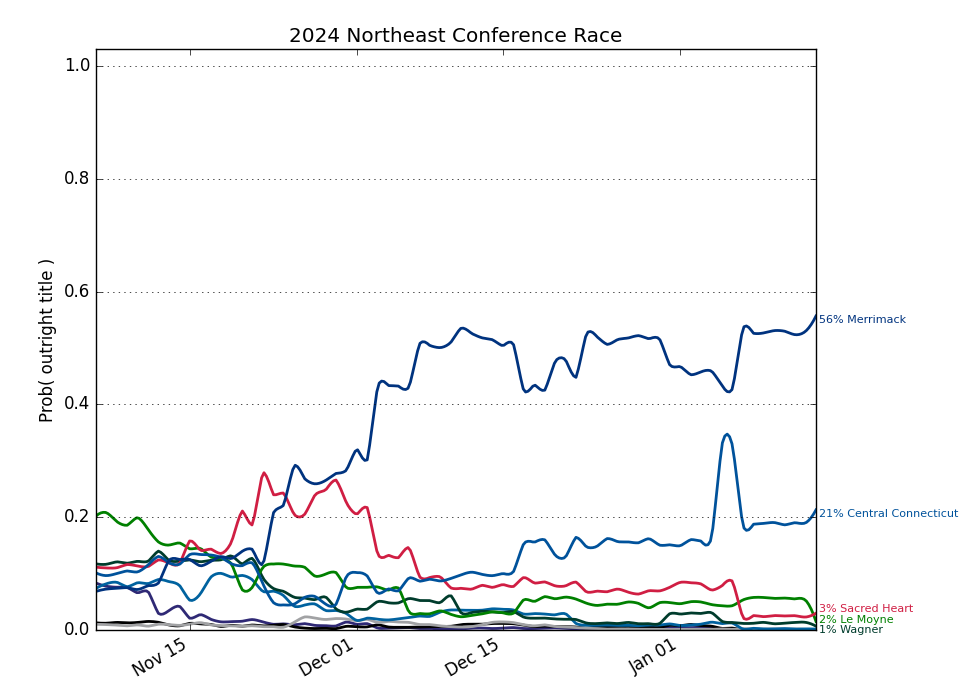 2024 Northeast Conference Race
Prob( outright title )
1.0
0.8
0.6
0.4
0.2
0.0
Nov 15
Dec 01
Dec 15
Jan 01
56% Merrimack
21% Central Connecticut
3% Sacred Heart
2% Le Moyne
1% Wagner